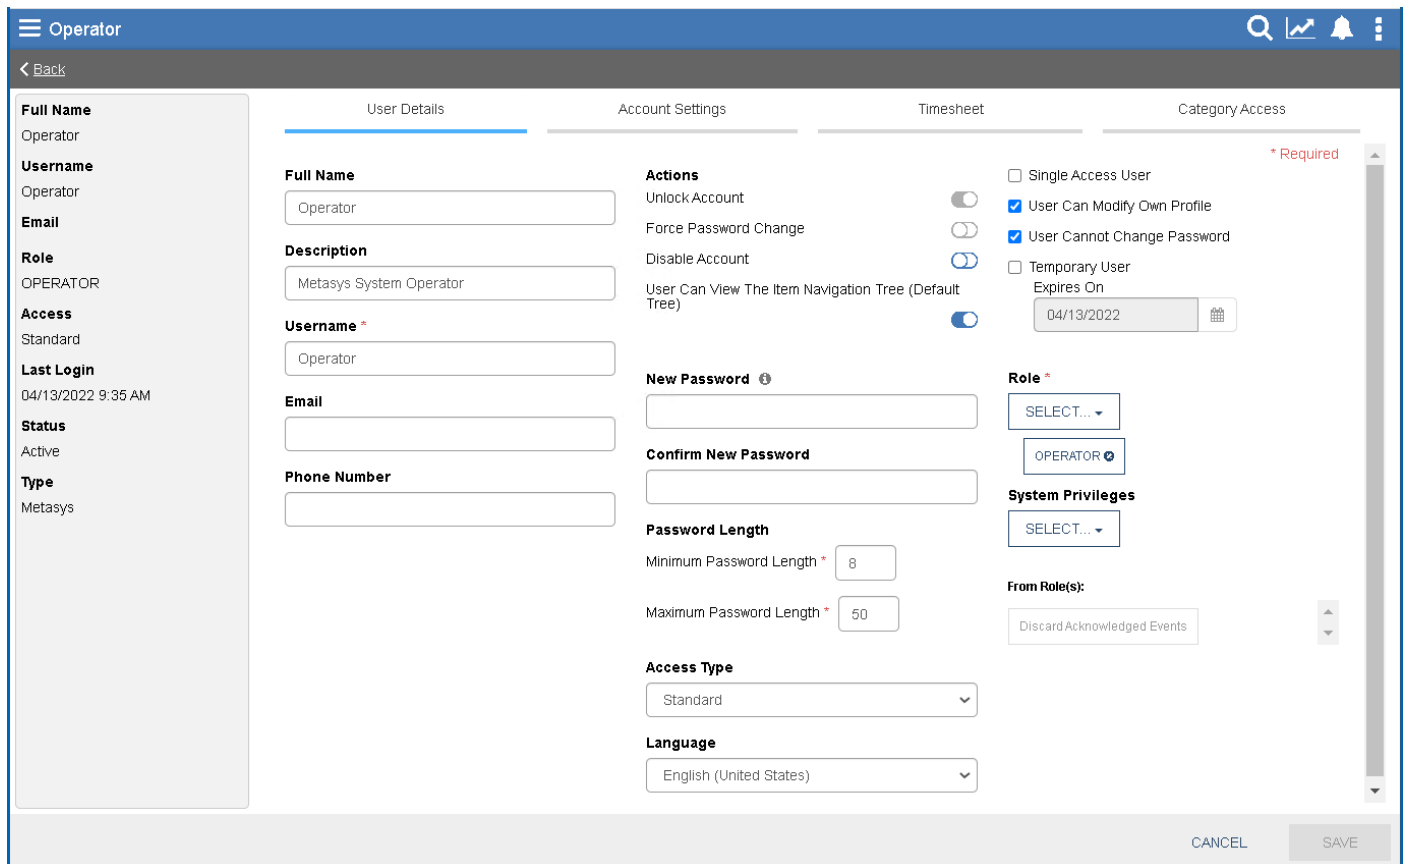 Operator
Back
Full Name
Operator
Username
Operator
Email
Role
OPERATOR
Access
Standard
Last Login
04/13/2022 9:35 AM
Status
Active
Type
Metasys
User Details
Account Settings
Timesheet
Category Access
* Required
Full Name
Operator
Description
Metasys System Operator
Username *
Operator
Email
Phone Number
Actions
Unlock Account
Force Password Change
Disable Account
User Can View The Item Navigation Tree (Default
Tree)
New Password
Confirm New Password
Password Length
Minimum Password Length * 8
Maximum Password Length * 50
Access Type
Standard
Language
English (United States)
Single Access User
User Can Modify Own Profile
User Cannot Change Password
Temporary User
Expires On
04/13/2022
Role *
SELECT...
OPERATOR
System Privileges
SELECT...
From Role(s):
Discard Acknowledged Events
CANCEL
SAVE